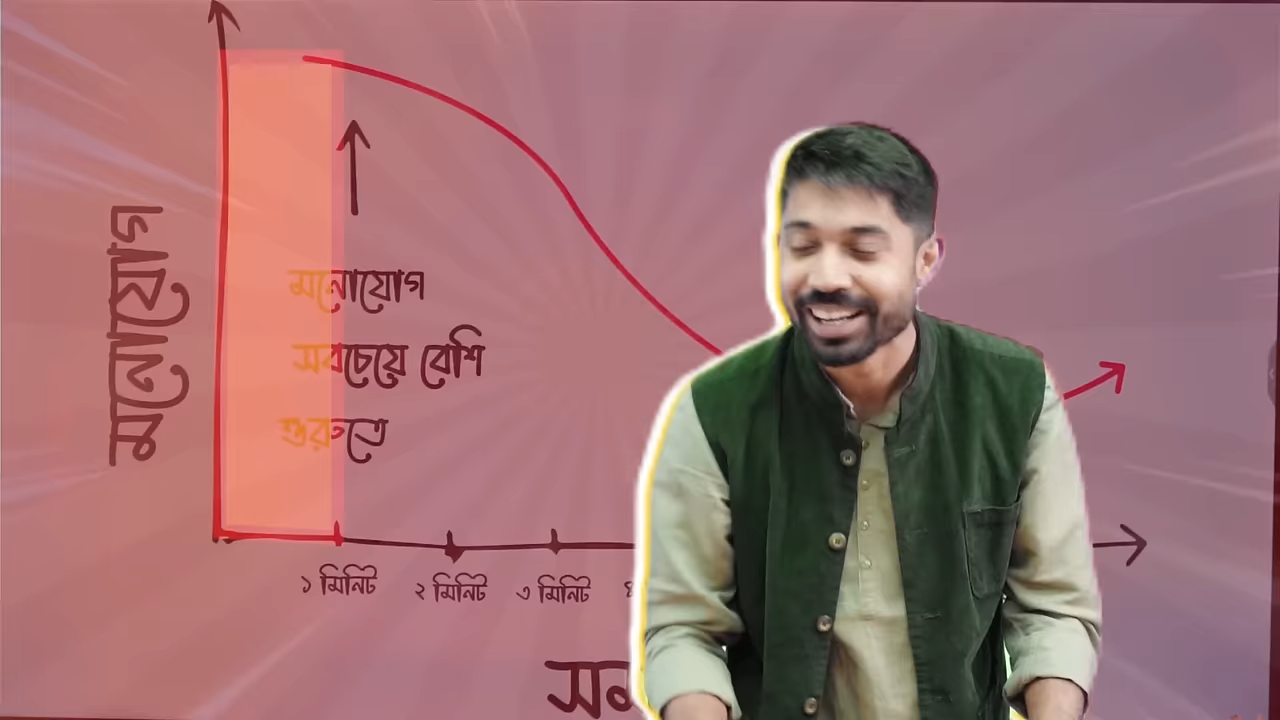 মনোযোগ
মনোযোগ
সবচেয়ে বেশি
শুরুতে
১ মিনিট
২ মিনিট
৩ মিনিট